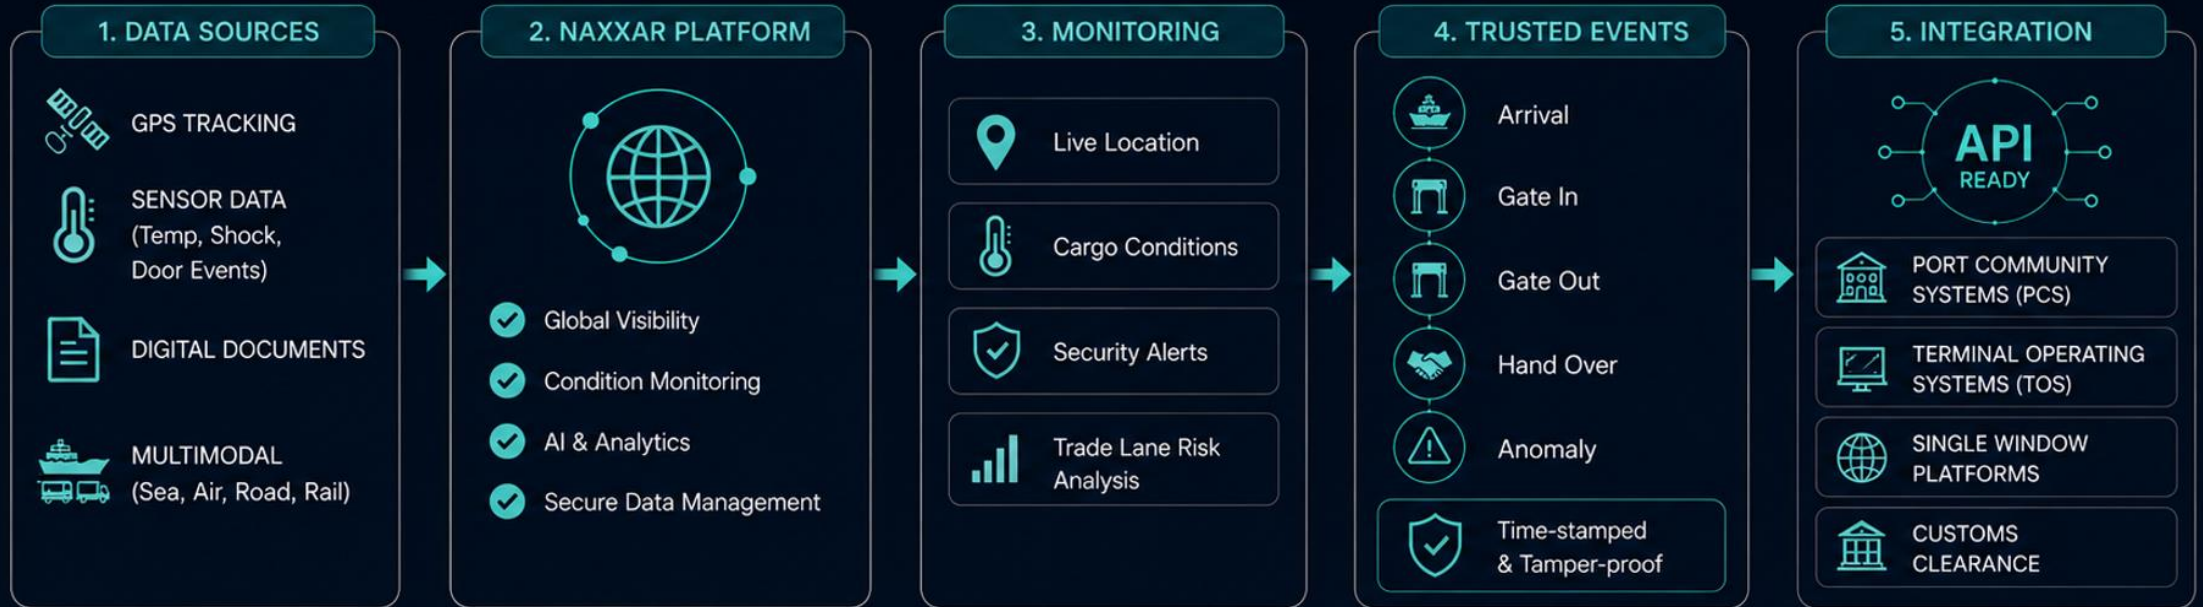 1. DATA SOURCES
GPS TRACKING
SENSOR DATA
(Temp, Shock,
Door Events)
DIGITAL DOCUMENTS
MULTIMODAL
(Sea, Air, Road, Rail)
2. NAXXAR PLATFORM
Global Visibility
Condition Monitoring
AI & Analytics
Secure Data Management
3. MONITORING
Live Location
Cargo Conditions
Security Alerts
Trade Lane Risk
Analysis
4. TRUSTED EVENTS
Arrival
Gate In
Gate Out
Hand Over
Anomaly
Time-stamped
& Tamper-proof
5. INTEGRATION
API
READY
PORT COMMUNITY
SYSTEMS (PCS)
TERMINAL OPERATING
SYSTEMS (TOS)
SINGLE WINDOW
PLATFORMS
CUSTOMS
CLEARANCE